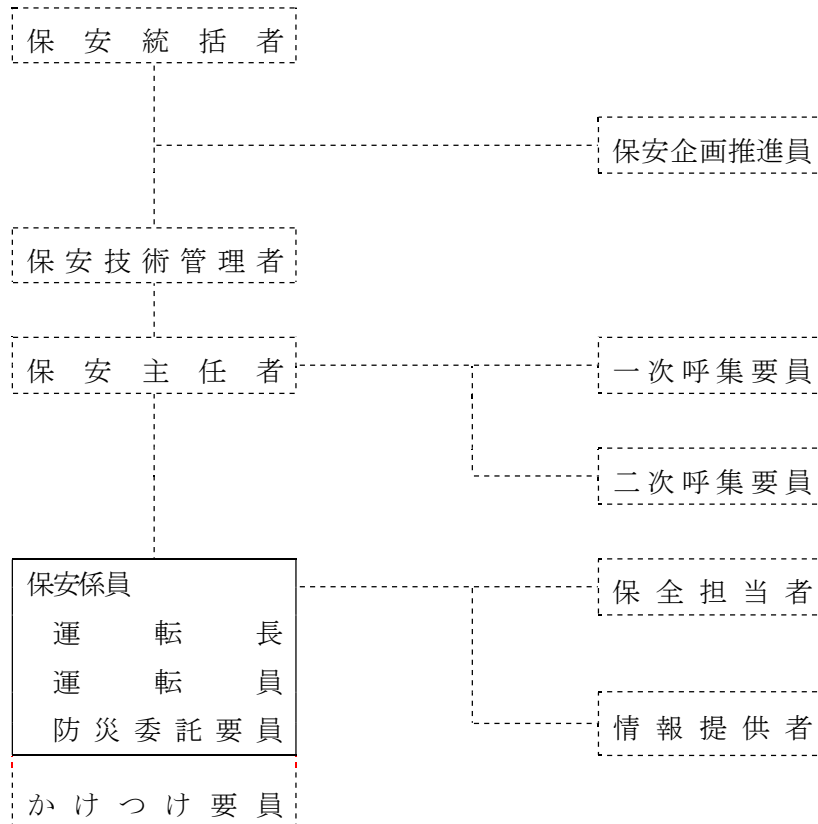 保安統括者
保安企画推進員
保安技術管理者
保安主任者
一次呼集要員
二次呼集要員
保安係員
運転長
運転員
防災委託要員
保全担当者
情報提供者
かけつけ要員